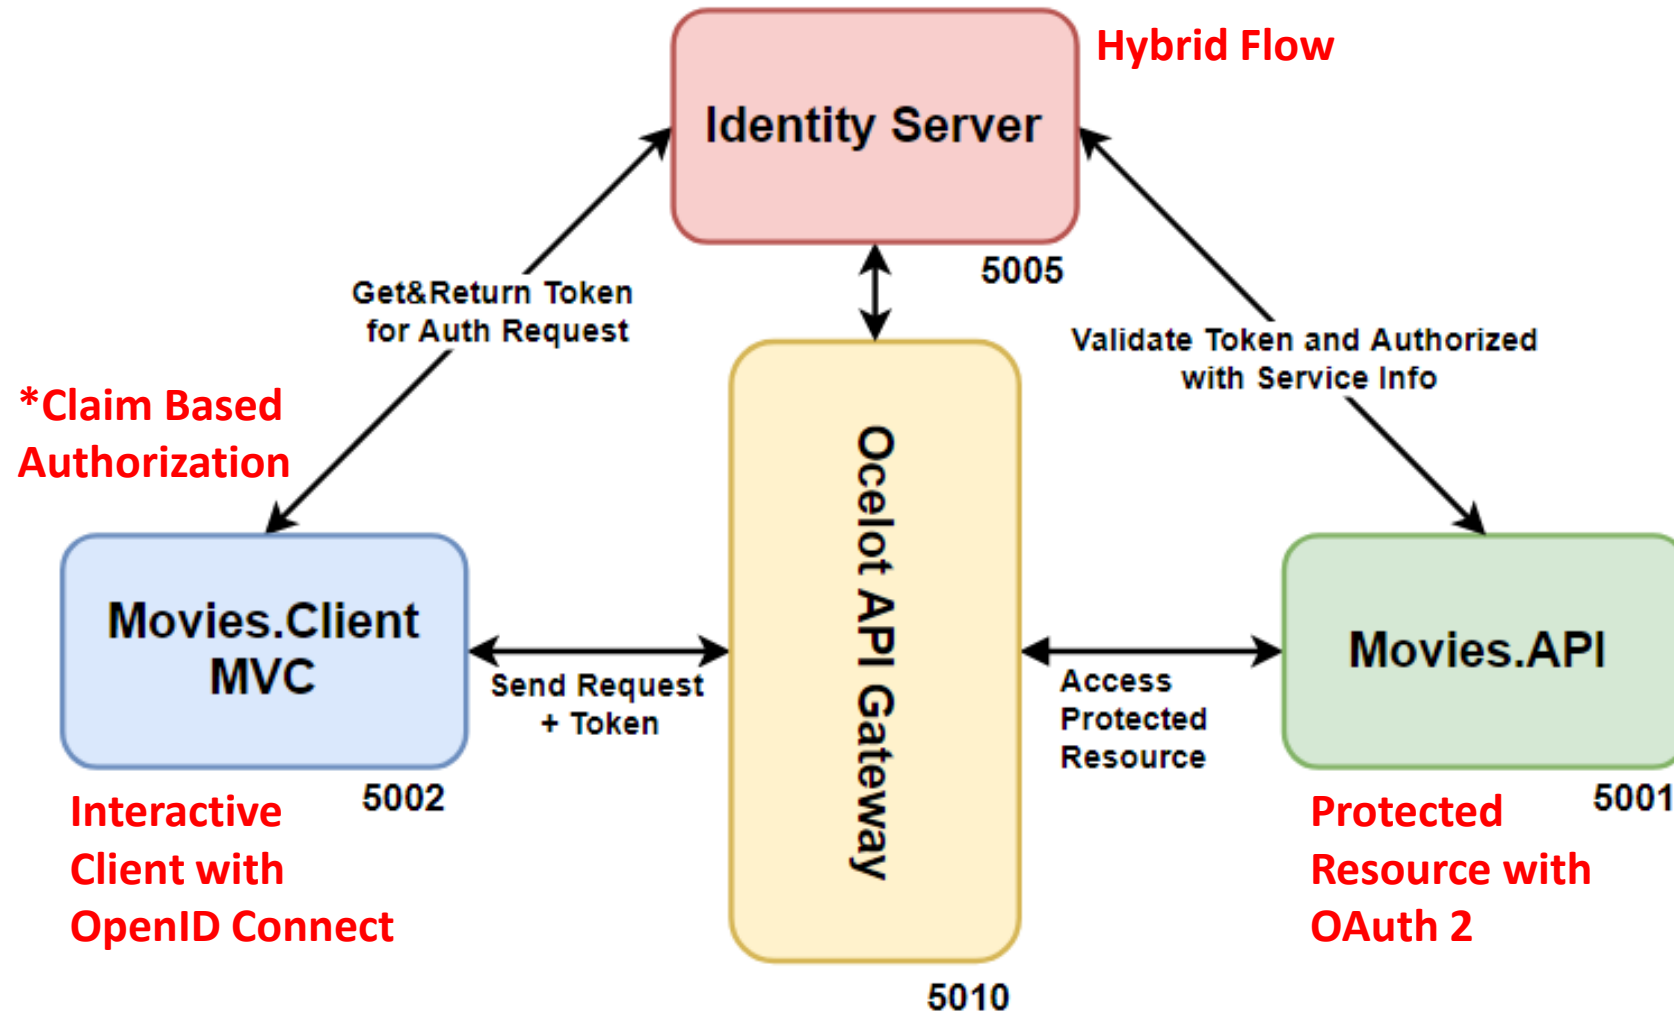 Hybrid Flow
Identity Server
5005
Get&Return Token
for Auth Request
Validate Token and Authorized
with Service Info
*Claim Based
Authorization
Ocelot API Gateway
Movies.Client
MVC
Send Request
+ Token
Access
Protected
Resource
Movies.API
5002
5001
Interactive
Client with
OpenID Connect
Protected
Resource with
OAuth 2
5010